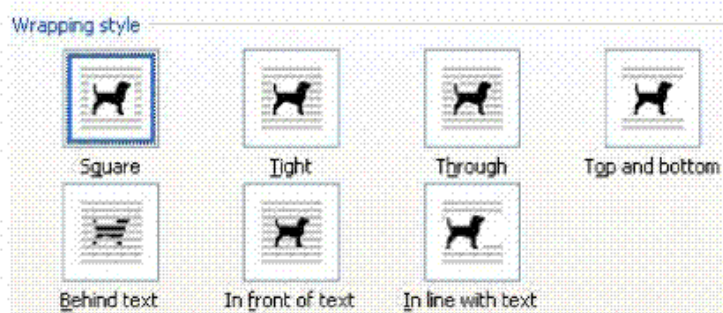 Wrapping style
Square Tight Through Top and bottom
Behind text In front of text In line with text